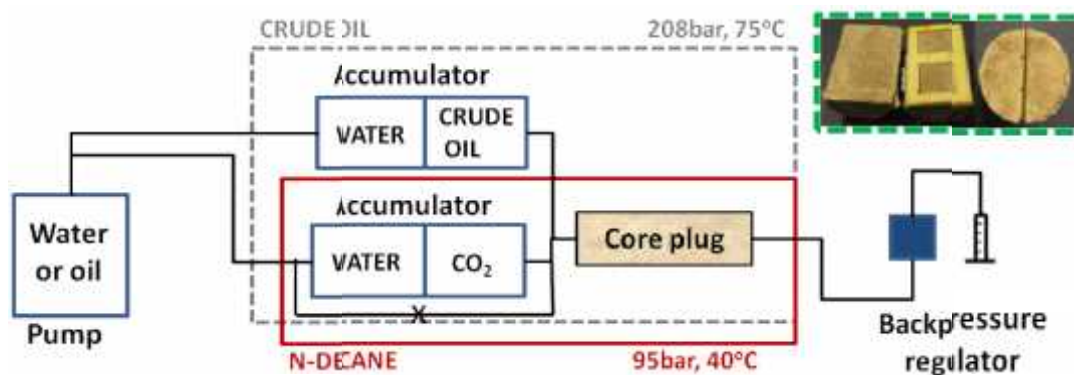 CRUDE OIL 208bar, 75°C
Accumulator
WATER CRUDE OIL
Accumulator
Water or oil
WATER CO₂
Core plug
Pump
Backpressure regulator
N-DECANE 95bar, 40°C
X